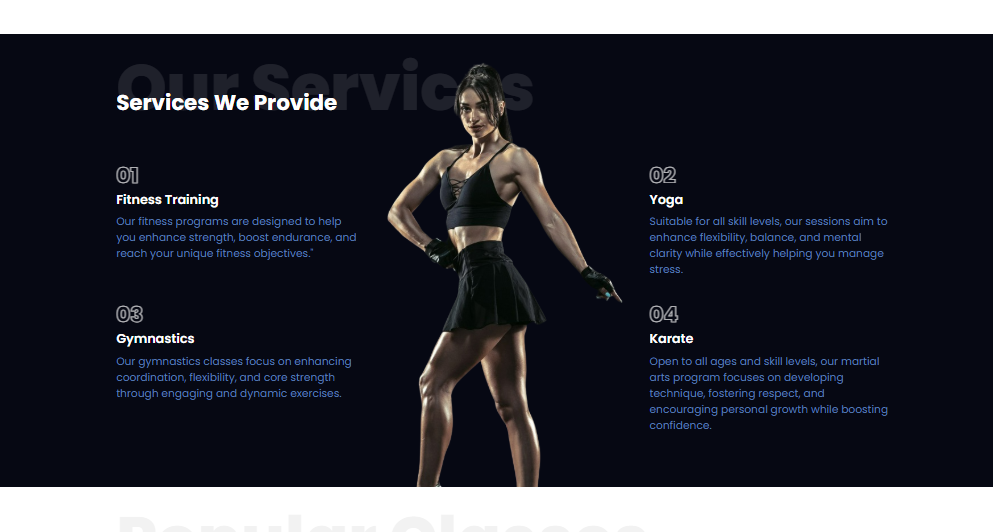 Our Services
Services We Provide
01
Fitness Training
Our fitness programs are designed to help
you enhance strength, boost endurance, and
reach your unique fitness objectives."
02
Yoga
Suitable for all skill levels, our sessions aim to
enhance flexibility, balance, and mental
clarity while effectively helping you manage
stress.
03
Gymnastics
Our gymnastics classes focus on enhancing
coordination, flexibility, and core strength
through engaging and dynamic exercises.
04
Karate
Open to all ages and skill levels, our martial
arts program focuses on developing
technique, fostering respect, and
encouraging personal growth while boosting
confidence.
Popular Classes